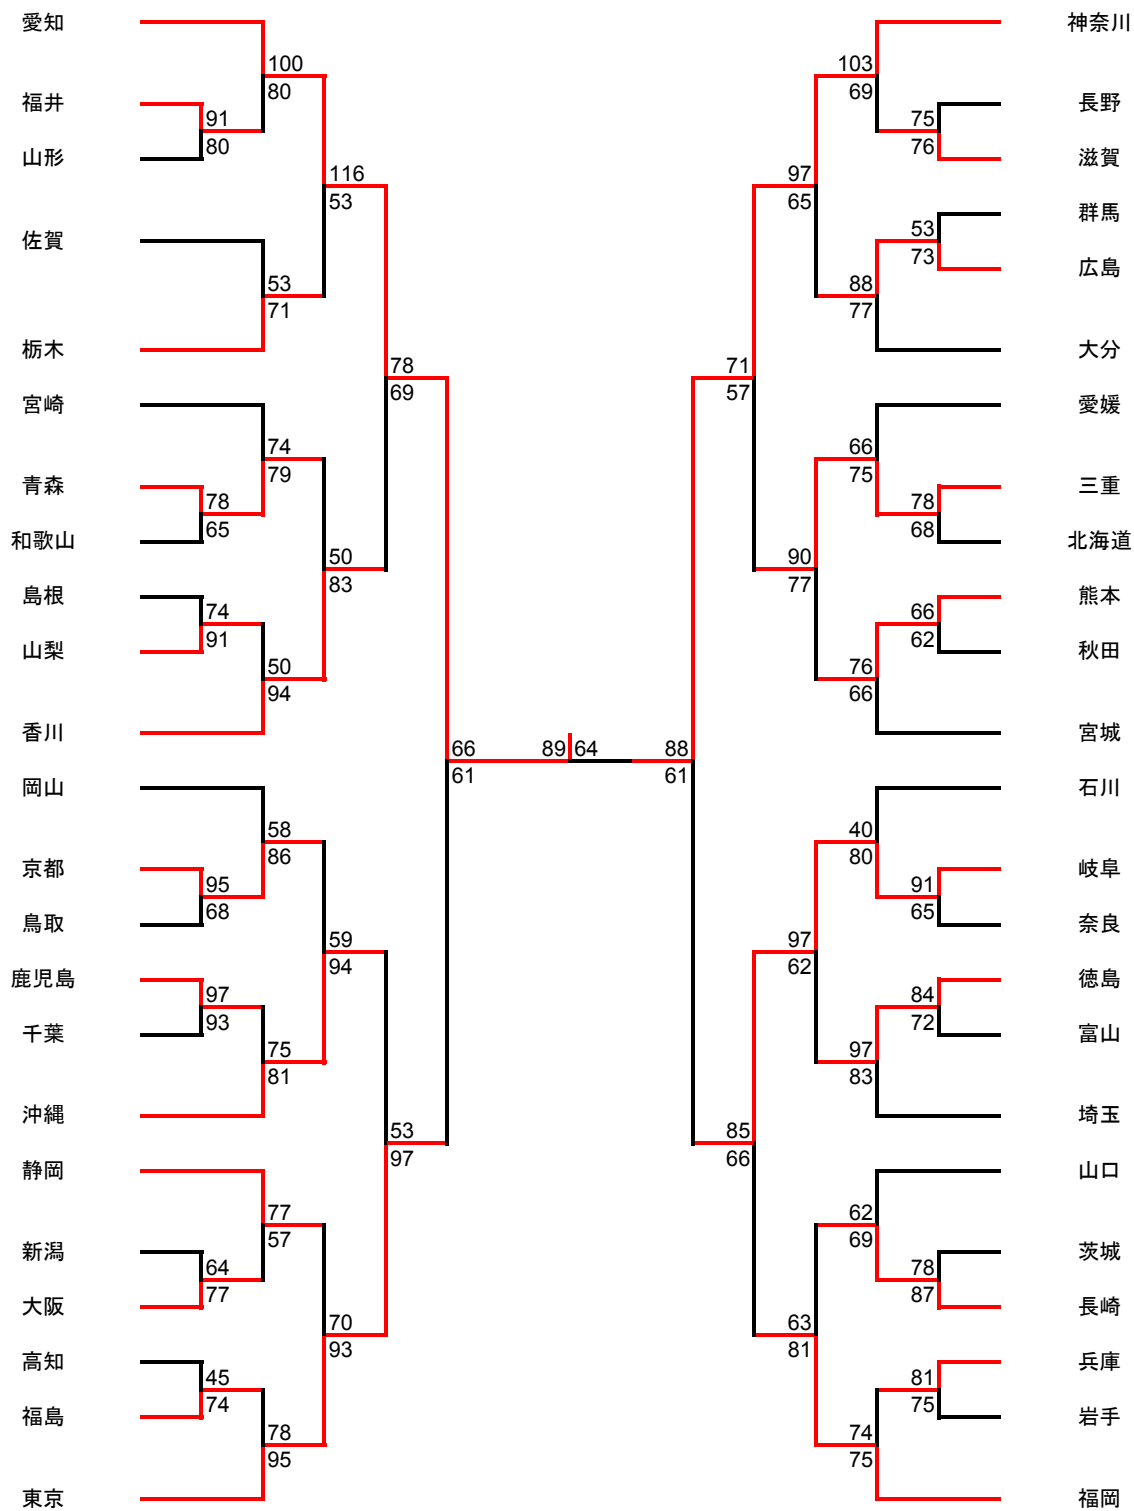 愛知
神奈川
100
103
80
69
福井
長野
91
75
80
76
山形
滋賀
116
97
53
65
佐賀
群馬
53
73
広島
53
88
71
77
栃木
大分
78
71
69
57
宮崎
愛媛
74
66
79
75
青森
三重
78
78
65
68
和歌山
北海道
50
90
83
77
島根
熊本
74
66
91
62
山梨
秋田
50
76
94
66
香川
宮城
66
89
64
88
61
61
岡山
石川
58
40
86
80
京都
岐阜
95
91
68
65
鳥取
奈良
59
97
94
62
鹿児島
徳島
97
84
93
72
千葉
富山
75
97
81
83
沖縄
埼玉
53
85
97
66
静岡
山口
77
62
57
69
新潟
茨城
64
78
77
87
大阪
長崎
70
63
93
81
高知
兵庫
45
81
74
75
福島
岩手
78
74
95
75
東京
福岡